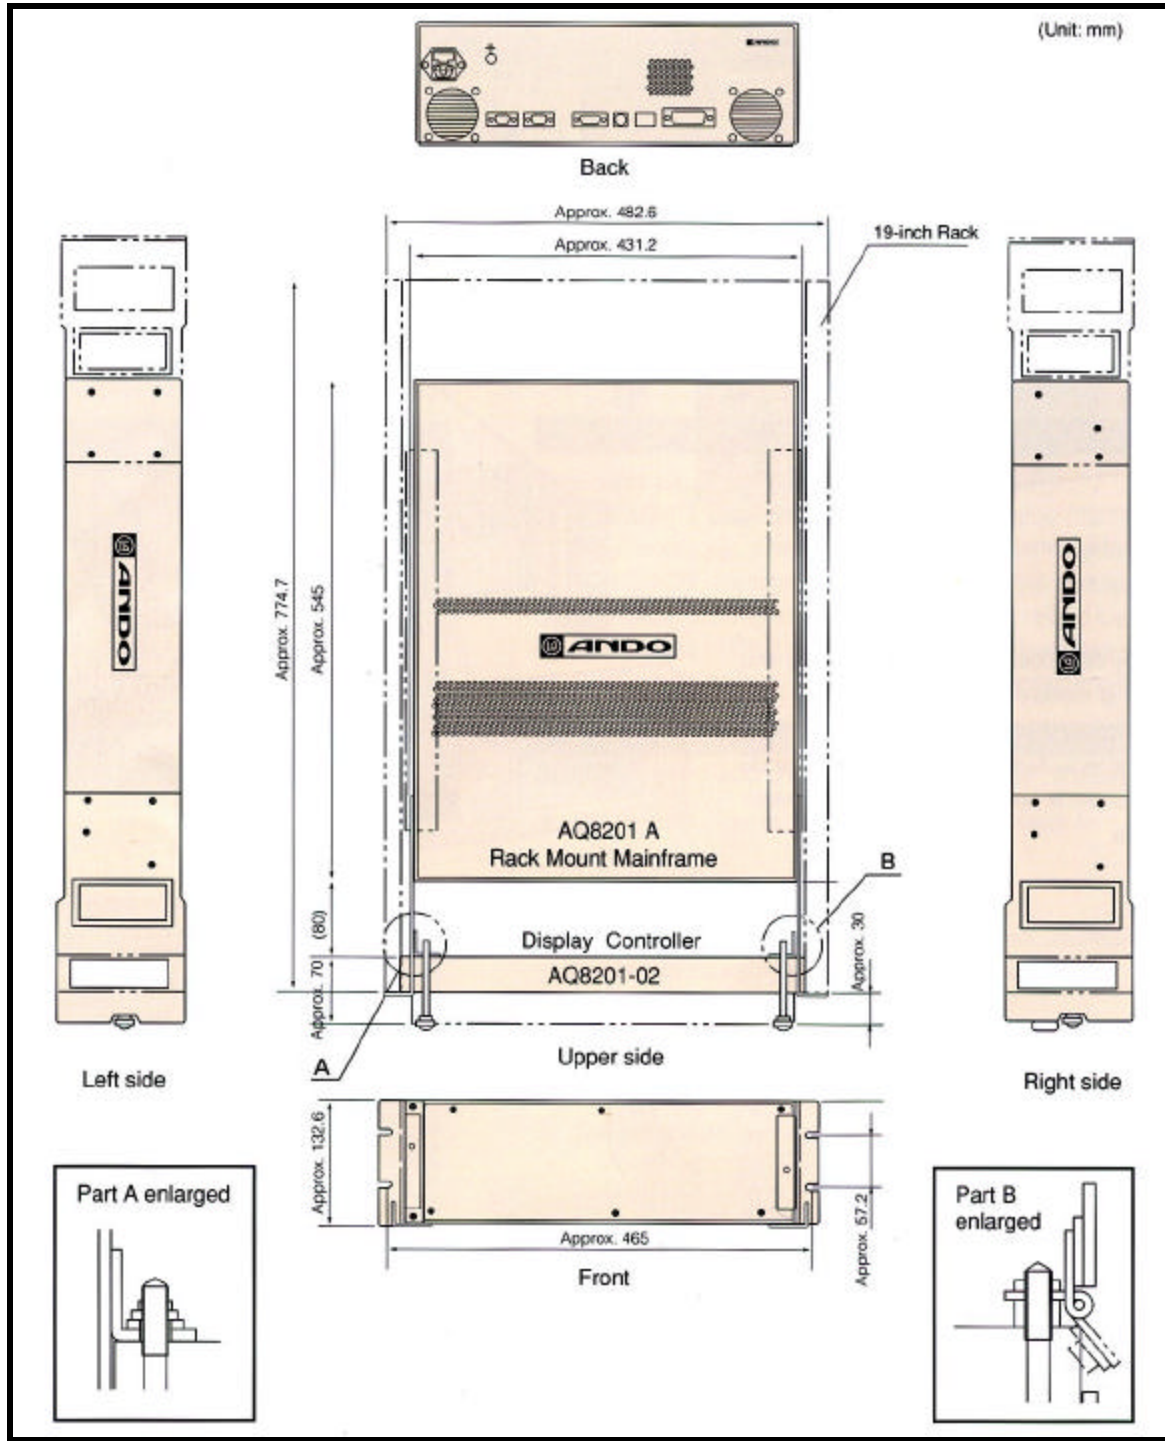 (Unit: mm)
ANDO
Back
Approx. 482.6
Approx. 431.2
19-inch Rack
Approx. 774.7
Approx. 545
ANDO
ANDO
ANDO
AQ8201 A
Rack Mount Mainframe
B
(80)
Display Controller
Approx. 30
AQ8201-02
Approx. 70
A
Upper side
Left side
Right side
Approx. 132.6
Approx. 57.2
Approx. 465
Front
Part A enlarged
Part B
enlarged